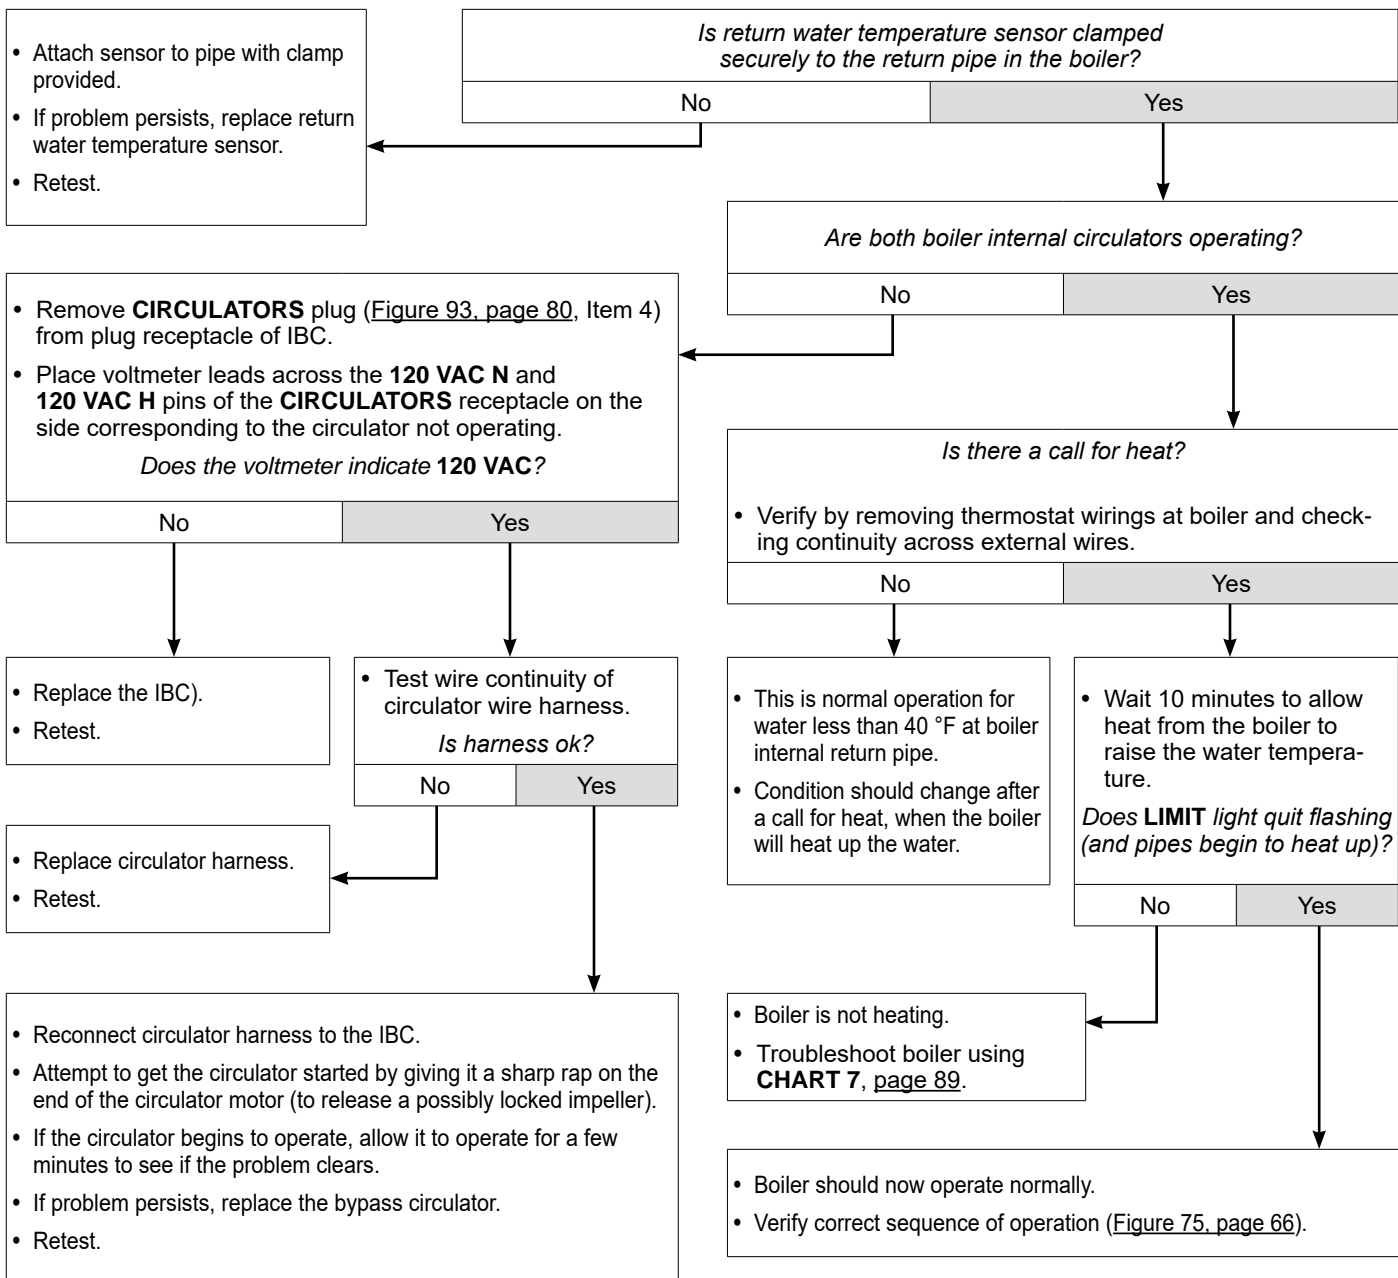 • Attach sensor to pipe with clamp
provided.
• If problem persists, replace return
water temperature sensor.
• Retest.
Is return water temperature sensor clamped
securely to the return pipe in the boiler?
No
Yes
Are both boiler internal circulators operating?
No
Yes
• Remove CIRCULATORS plug (Figure 93, page 80, Item 4)
from plug receptacle of IBC.
• Place voltmeter leads across the 120 VAC N and
120 VAC H pins of the CIRCULATORS receptacle on the
side corresponding to the circulator not operating.
Does the voltmeter indicate 120 VAC?
No
Yes
Is there a call for heat?
• Verify by removing thermostat wirings at boiler and check-
ing continuity across external wires.
No
Yes
• Replace the IBC).
• Retest.
• Test wire continuity of
circulator wire harness.
Is harness ok?
No
Yes
• This is normal operation for
water less than 40 °F at boiler
internal return pipe.
• Condition should change after
a call for heat, when the boiler
will heat up the water.
• Wait 10 minutes to allow
heat from the boiler to
raise the water tempera-
ture.
Does LIMIT light quit flashing
(and pipes begin to heat up)?
No
Yes
• Replace circulator harness.
• Retest.
• Reconnect circulator harness to the IBC.
• Attempt to get the circulator started by giving it a sharp rap on the
end of the circulator motor (to release a possibly locked impeller).
• If the circulator begins to operate, allow it to operate for a few
minutes to see if the problem clears.
• If problem persists, replace the bypass circulator.
• Retest.
• Boiler is not heating.
• Troubleshoot boiler using
CHART 7, page 89.
• Boiler should now operate normally.
• Verify correct sequence of operation (Figure 75, page 66).